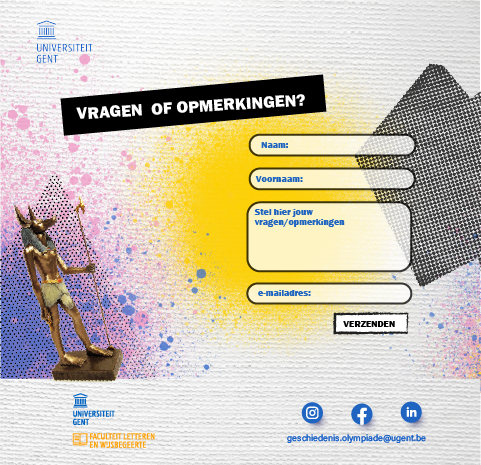 UNIVERSITEIT
GENT
VRAGEN OF OPMERKINGEN?
Naam:
Voornaam:
Stel hier jouw
vragen/opmerkingen
e-mailadres:
VERZENDEN
UNIVERSITEIT
GENT
FACULTEIT LETTEREN
EN WIJSBEGEERTE
in
geschiedenis.olympiade@ugent.be